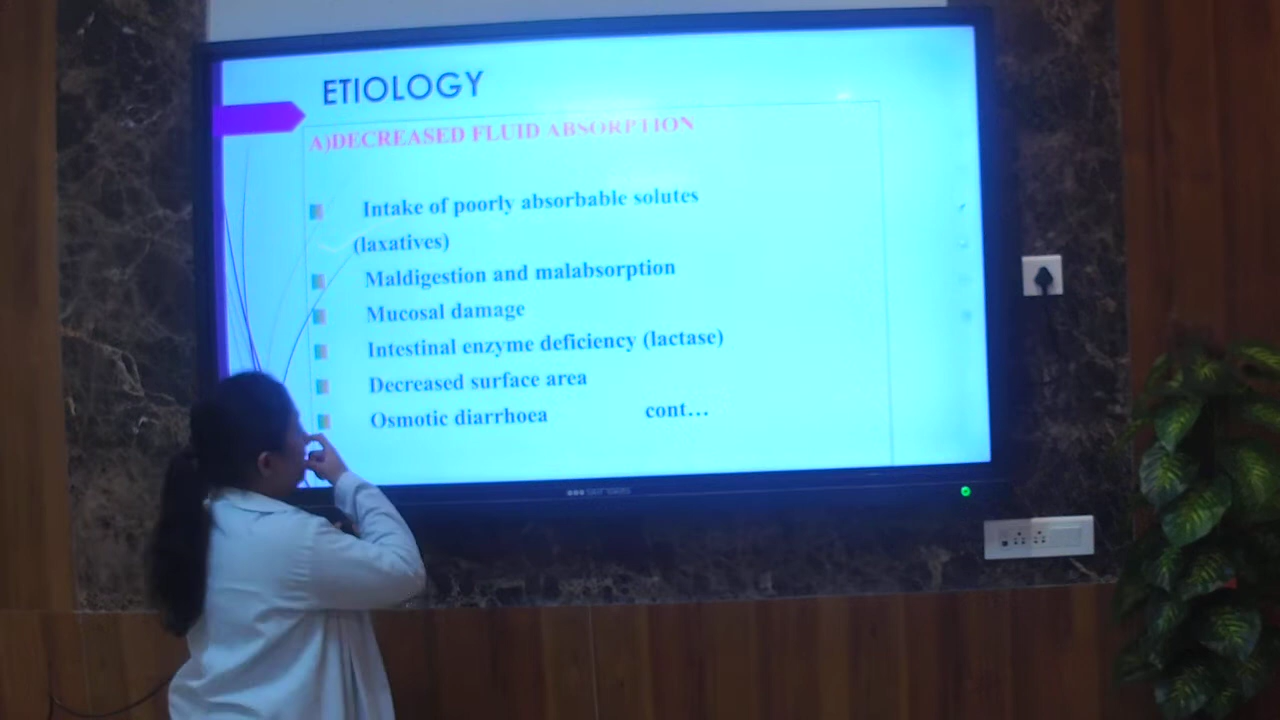 ETIOLOGY
A)DECREASED FLUID ABSORPTION
Intake of poorly absorbable solutes
(laxatives)
Maldigestion and malabsorption
Mucosal damage
Intestinal enzyme deficiency (lactase)
Decreased surface area
Osmotic diarrhoea cont...